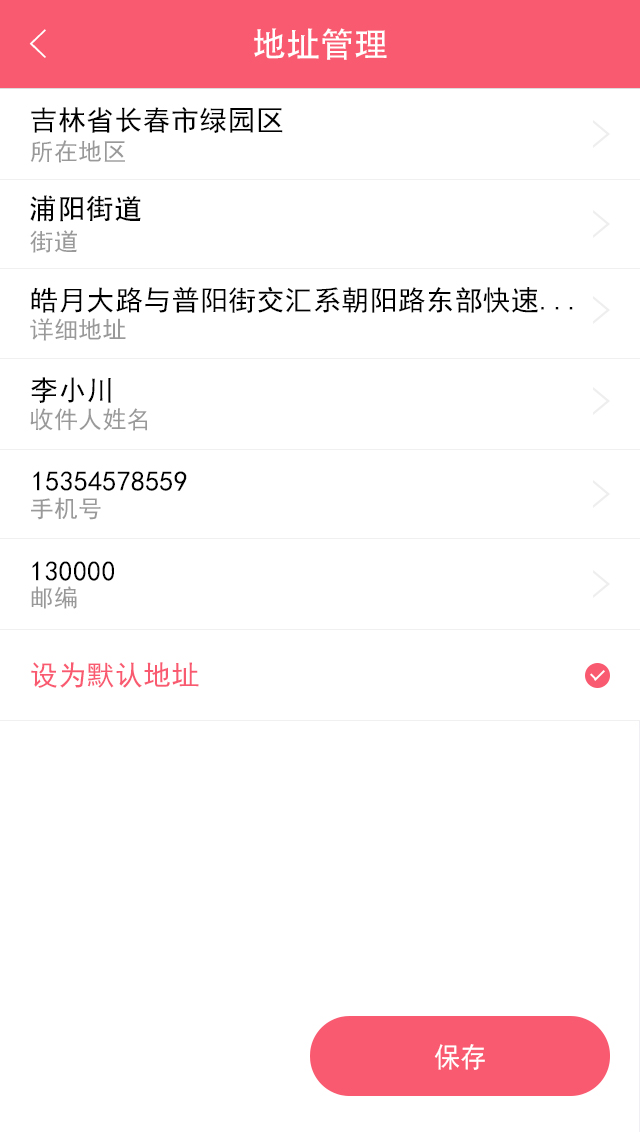 地址管理
吉林省长春市绿园区
所在地区
浦阳街道
街道
皓月大路与普阳街交汇系朝阳路东部快速...
详细地址
李小川
收件人姓名
15354578559
手机号
130000
邮编
设为默认地址
保存